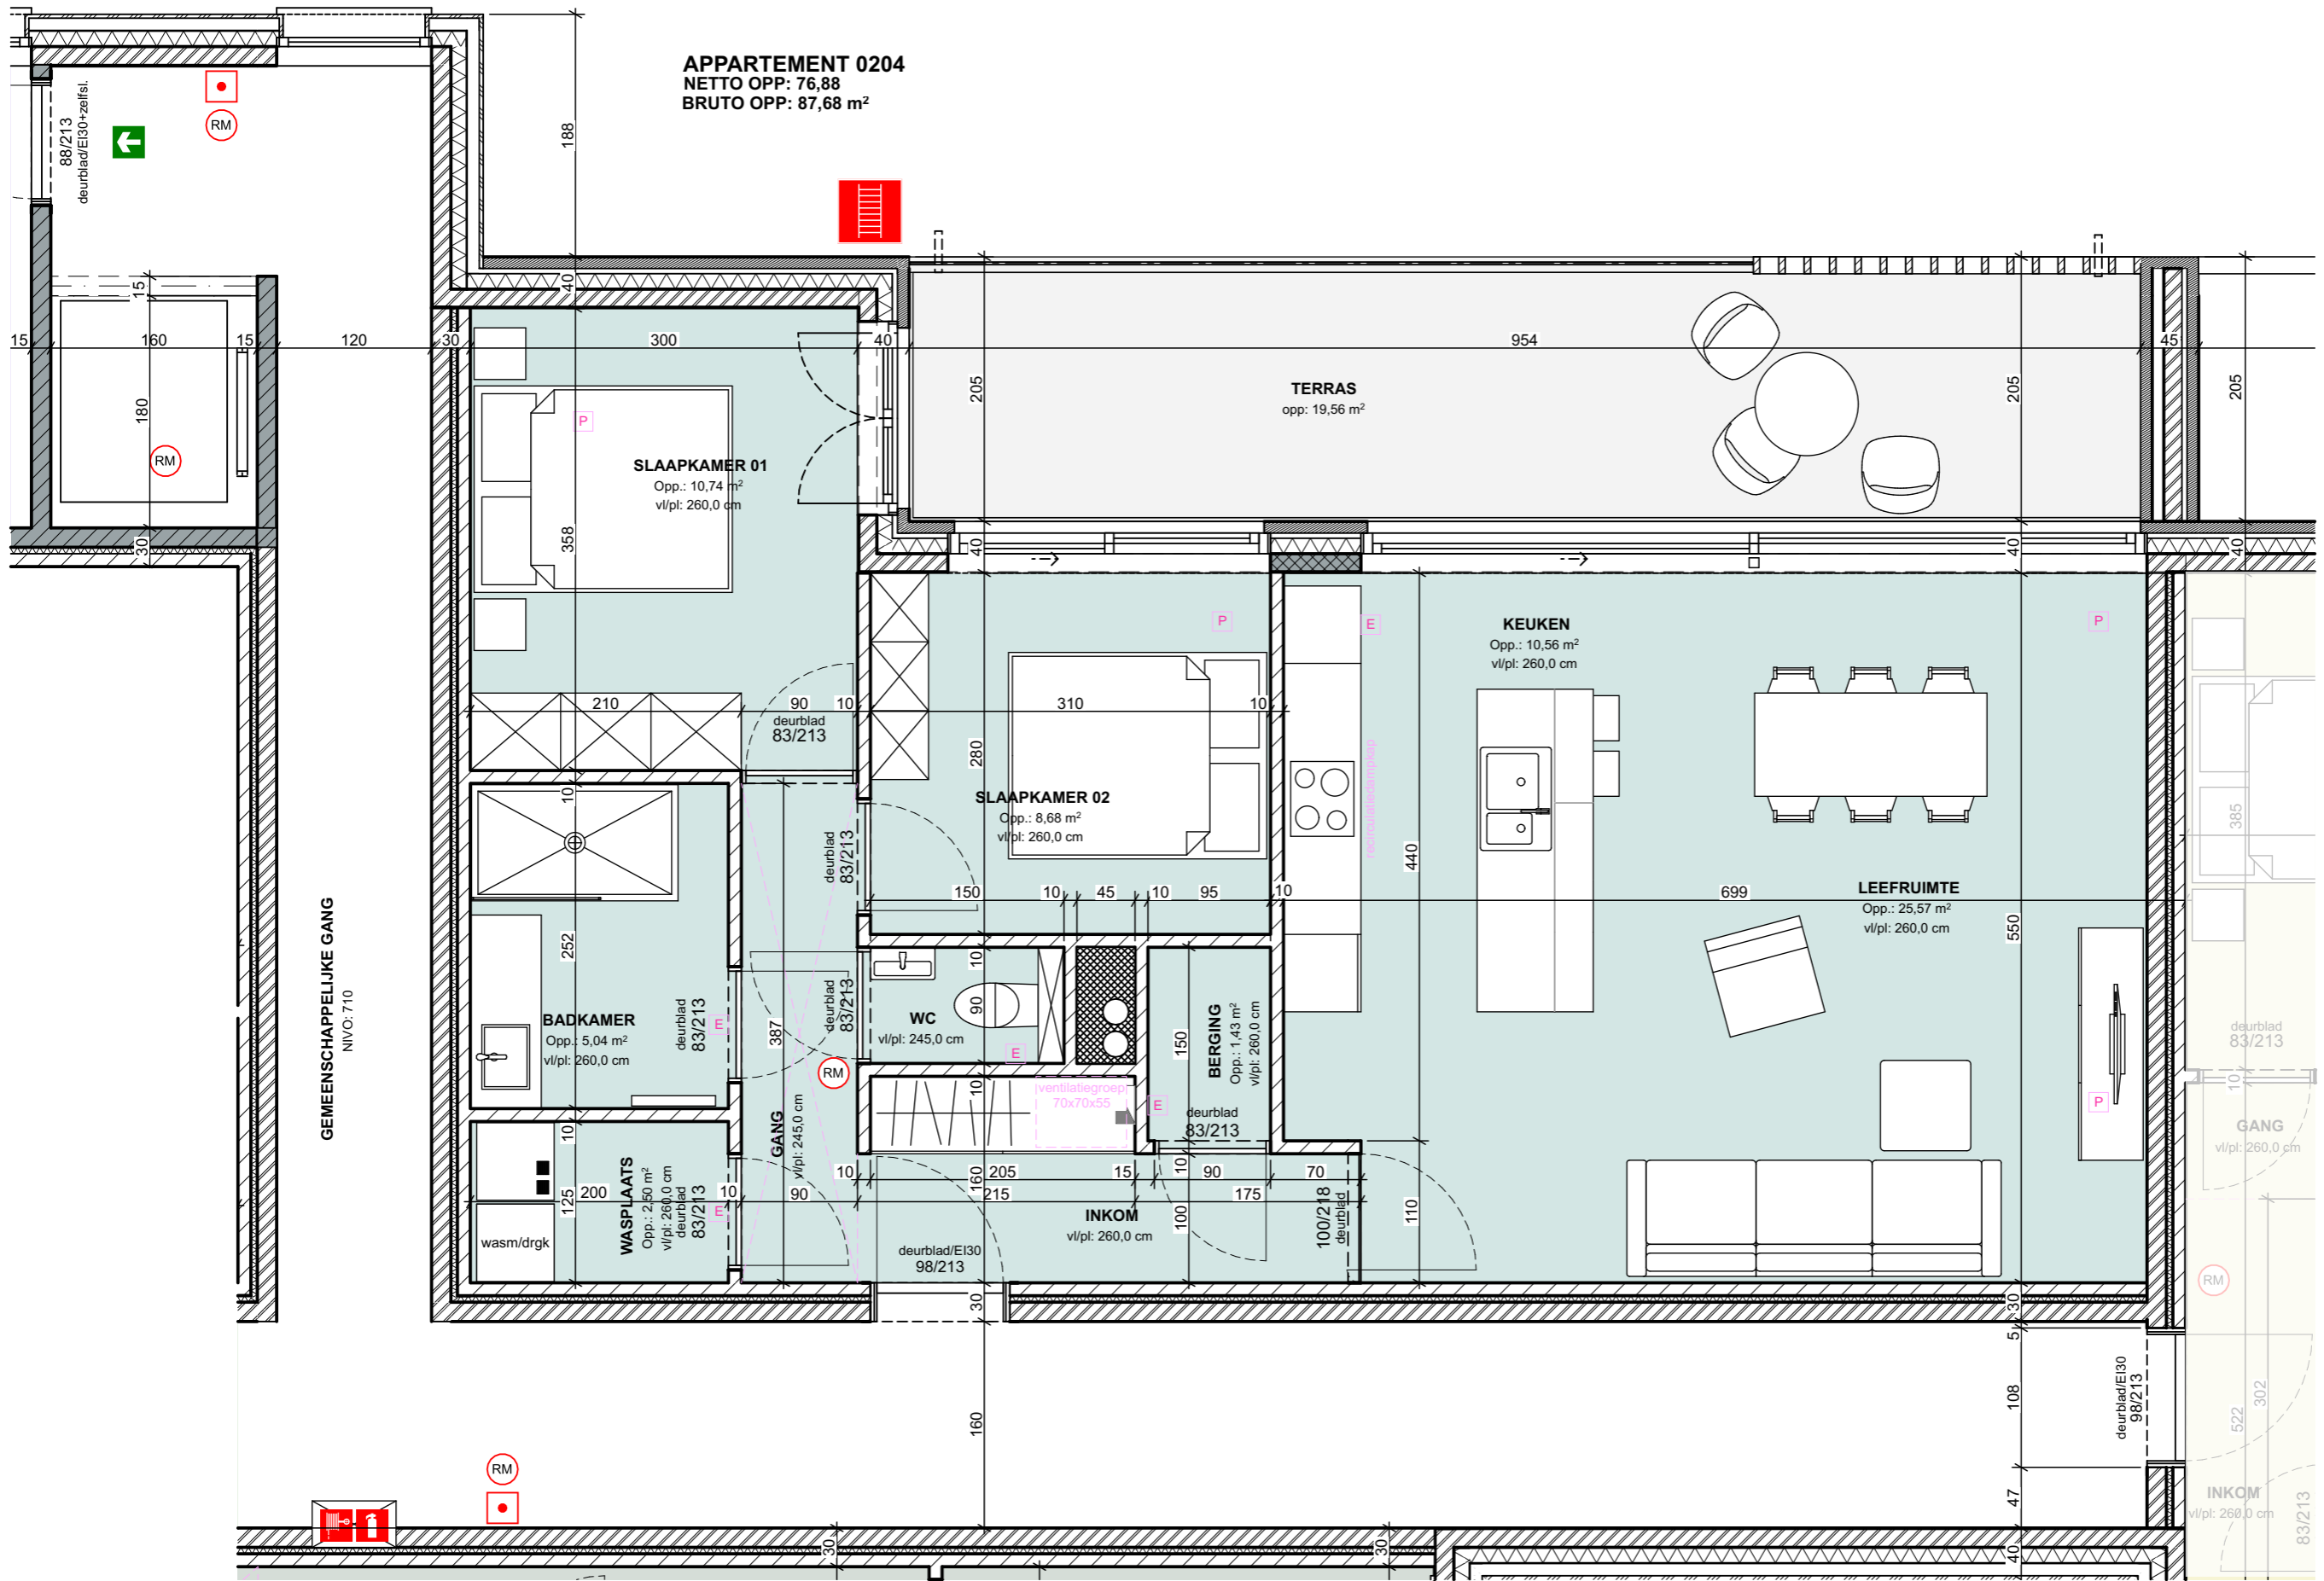 APPARTEMENT 0204
NETTO OPP: 76,88
BRUTO OPP: 87,68 m²
88/213
deurblad/EI30+zelfsl.
RM
188
40
15
15
160
15
120
30
300
40
954
45
180
RM
30
205
205
205
TERRAS
opp: 19,56 m²
P
SLAAPKAMER 01
Opp.: 10,74 m²
vl/pl: 260,0 cm
358
40
40
40
P
E
P
KEUKEN
Opp.: 10,56 m²
vl/pl: 260,0 cm
210
90
10
310
10
deurblad
83/213
recirculatiedampkap
280
SLAAPKAMER 02
Opp.: 8,68 m²
vl/pl: 260,0 cm
10
deurblad
83/213
440
385
150
10
45
10
95
10
699
LEEFRUIMTE
Opp.: 25,57 m²
vl/pl: 260,0 cm
550
GEMEENSCHAPPELIJKE GANG
NIVO: 710
252
BADKAMER
Opp.: 5,04 m²
vl/pl: 260,0 cm
deurblad
83/213
E
387
deurblad
83/213
RM
10
90
WC
vl/pl: 245,0 cm
E
10
150
BERGING
Opp.: 1,43 m²
vl/pl: 260,0 cm
ventilatiegroep
70x70x55
E
deurblad
83/213
P
deurblad
83/213
10
GANG
vl/pl: 260,0 cm
GANG
vl/pl: 245,0 cm
10
125
200
WASPLAATS
Opp.: 2,50 m²
vl/pl: 260,0 cm
deurblad
83/213
E
10
90
wasm/drgk
10
205
15
10
90
70
160
215
175
100
INKOM
vl/pl: 260,0 cm
100/218
deurblad
110
deurblad/EI30
98/213
30
30
5
RM
108
deurblad/EI30
98/213
302
522
160
47
INKOM
vl/pl: 260,0 cm
83/213
RM
30
30
40